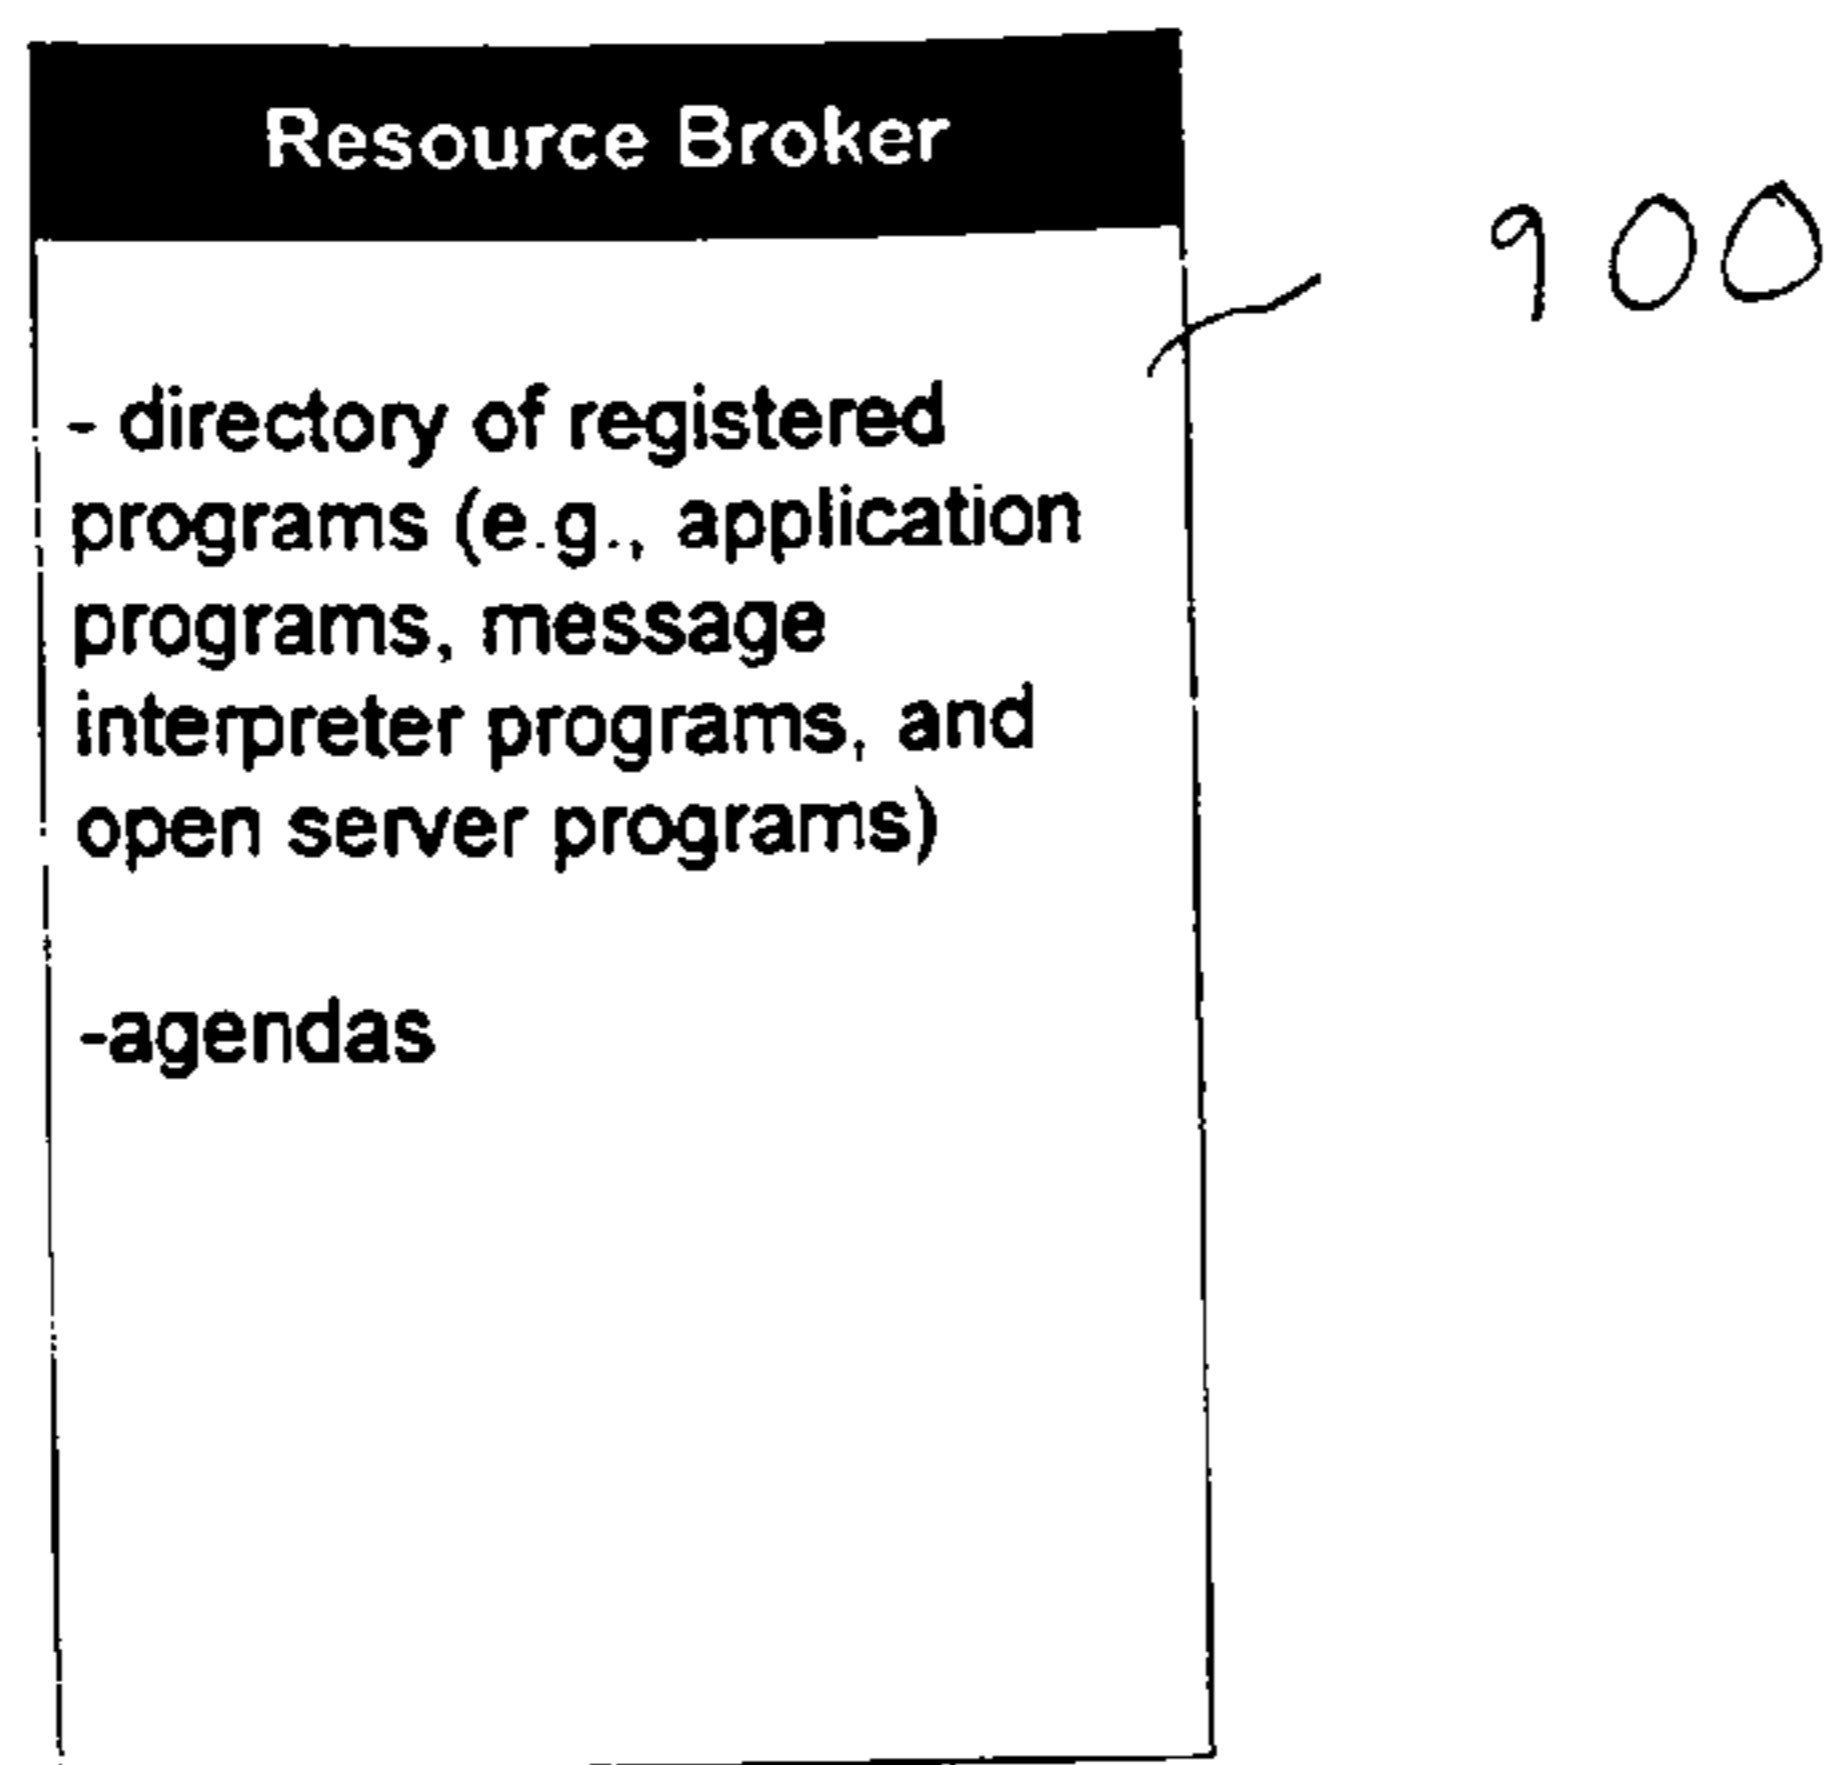 Resource Broker
900
- directory of registered
programs (e.g., application
programs, message
interpreter programs, and
open server programs)
-agendas